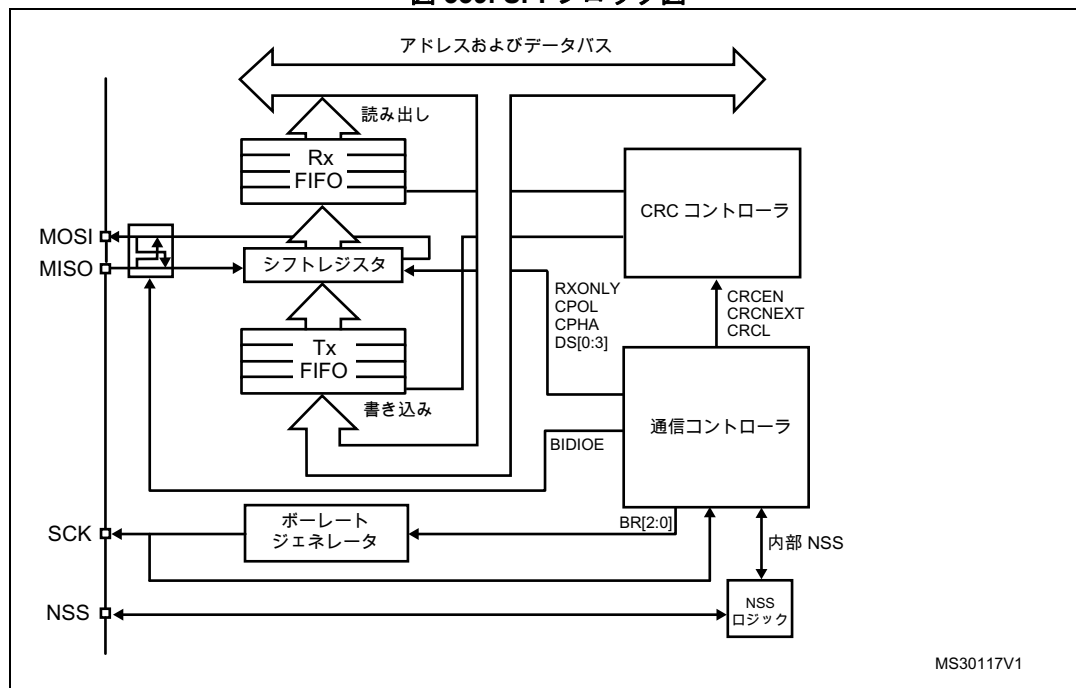 アドレスおよびデータバス
読み出し
Rx
FIFO
CRC コントローラ
MOSI
MISO
シフトレジスタ
RXONLY
CPOL
CPHA
DS[0:3]
CRCEN
CRCNEXT
CRCL
Tx
FIFO
書き込み
通信コントローラ
BIDIOE
BR[2:0]
SCK
ボーレート
ジェネレータ
内部 NSS
NSS
NSS
ロジック
MS30117V1